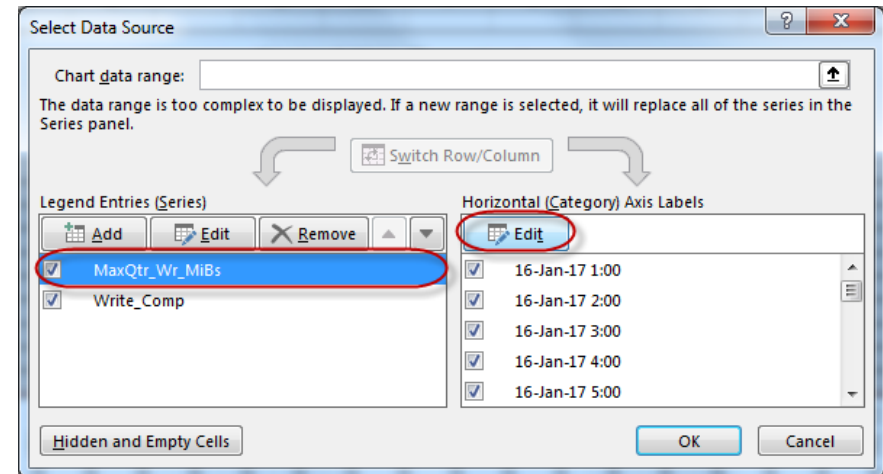 Select Data Source
?
Chart data range:
The data range is too complex to be displayed. If a new range is selected, it will replace all of the series in the
Series panel.
Switch Row/Column
Legend Entries (Series)
Add Edit Remove
MaxQtr_Wr_MiBs
Write_Comp
Horizontal (Category) Axis Labels
Edit
16-Jan-17 1:00
16-Jan-17 2:00
16-Jan-17 3:00
16-Jan-17 4:00
16-Jan-17 5:00
Hidden and Empty Cells
OK Cancel